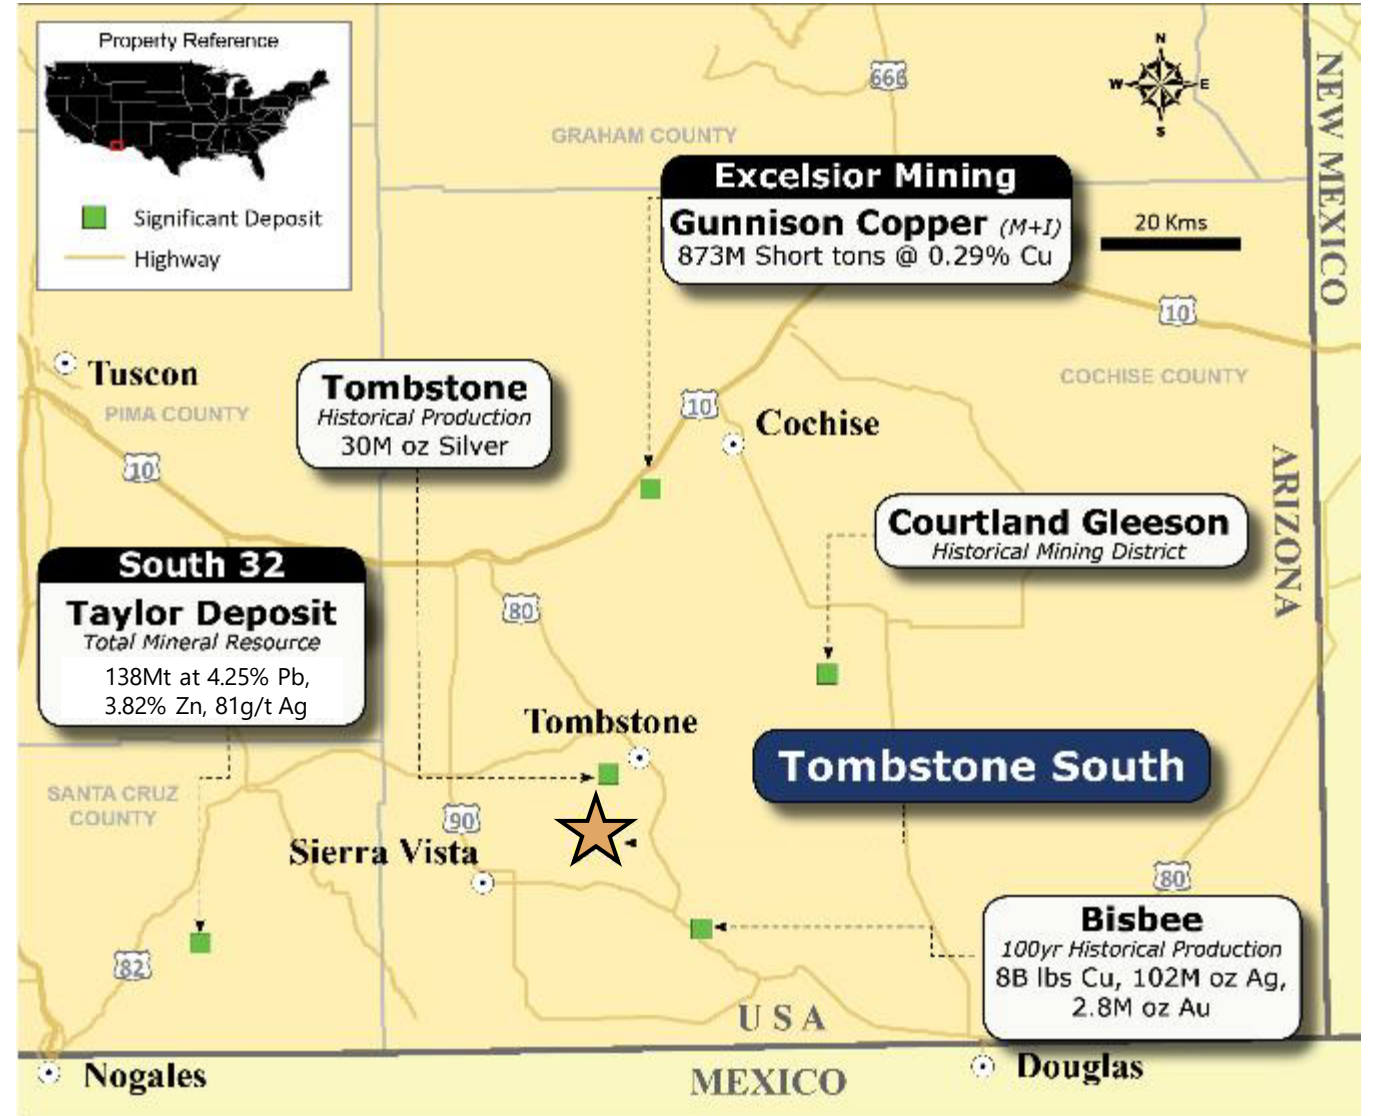 Property Reference
Significant Deposit
Highway
N
W
E
S
666
GRAHAM COUNTY
NEW MEXICO
Excelsior Mining
Gunnison Copper (M+I)
873M Short tons @ 0.29% Cu
20 Kms
10
Tuscon
PIMA COUNTY
COCHISE COUNTY
Tombstone
Historical Production
30M oz Silver
10
Cochise
10
ARIZONA
Courtland Gleeson
Historical Mining District
South 32
Taylor Deposit
Total Mineral Resource
138Mt at 4.25% Pb,
3.82% Zn, 81g/t Ag
80
Tombstone
Tombstone South
SANTA CRUZ
COUNTY
90
Sierra Vista
80
Bisbee
100yr Historical Production
8B lbs Cu, 102M oz Ag,
2.8M oz Au
82
USA
Nogales
MEXICO
Douglas